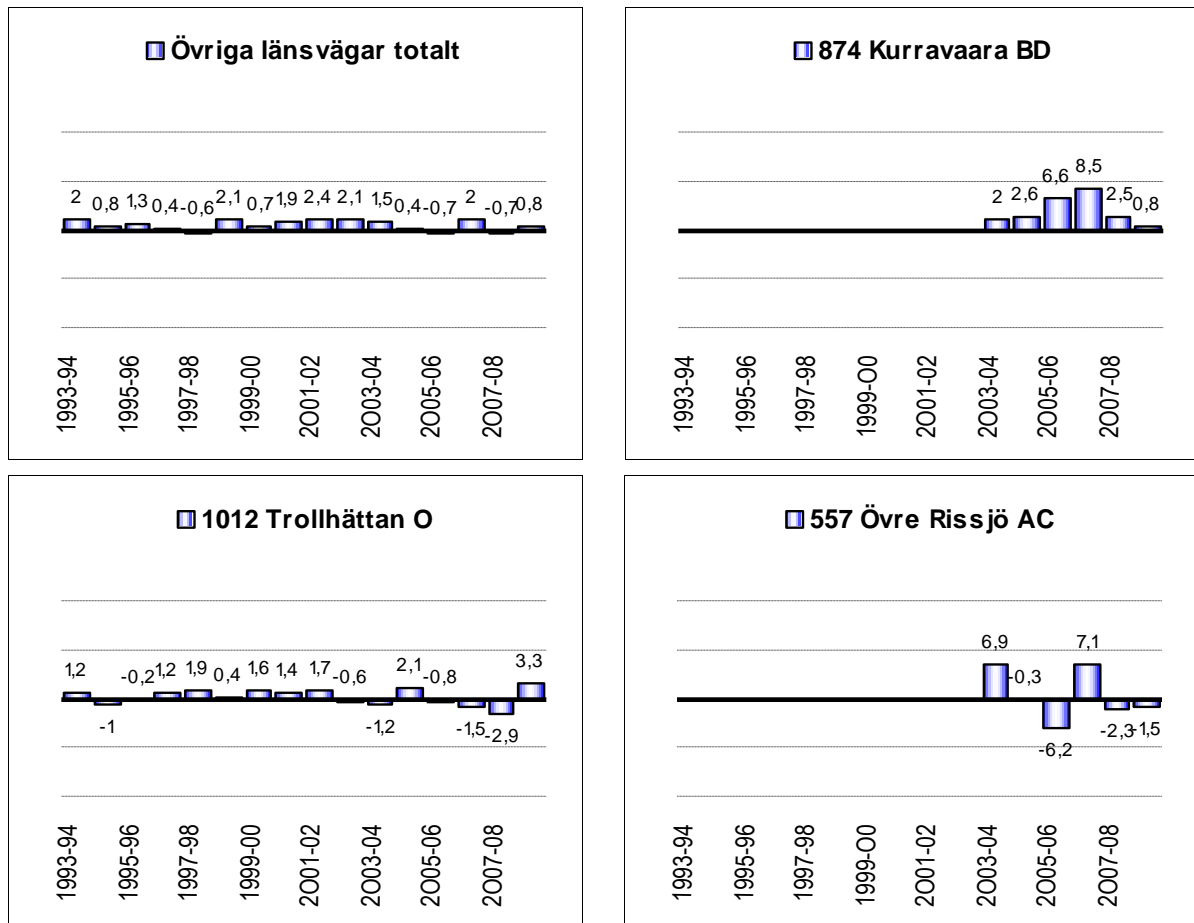 Övriga länsvägar totalt
2 0,8 1,3 0,4 -0,6 2,1 0,7 1,9 2,4 2,1 1,5 0,4 -0,7 2 -0,7 0,8
1993-94 1995-96 1997-98 1999-00 2001-02 2003-04 2005-06 2007-08
874 Kurravaara BD
2 2,6 6,6 8,5 2,5 0,8
1993-94 1995-96 1997-98 1999-00 2001-02 2003-04 2005-06 2007-08
1012 Trollhättan O
1,2 -1 -0,2 1,2 1,9 0,4 1,6 1,4 1,7 -0,6 -1,2 2,1 -0,8 -1,5 -2,9 3,3
1993-94 1995-96 1997-98 1999-00 2001-02 2003-04 2005-06 2007-08
557 Övre Rissjö AC
6,9 -0,3 -6,2 7,1 -2,3 -1,5
1993-94 1995-96 1997-98 1999-00 2001-02 2003-04 2005-06 2007-08